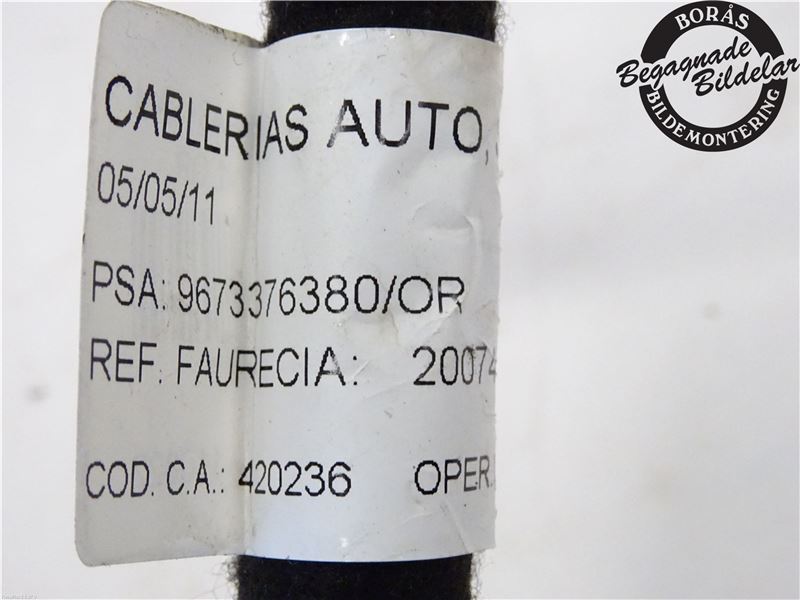 CABLERIAS AUTO,
05/05/11
PSA: 9673376380/OR
REF. FAURECIA: 20074
COD. C.A.: 420236 OPER.
BORÅS
Begagnade
Bildelar
BILDEMONTERING